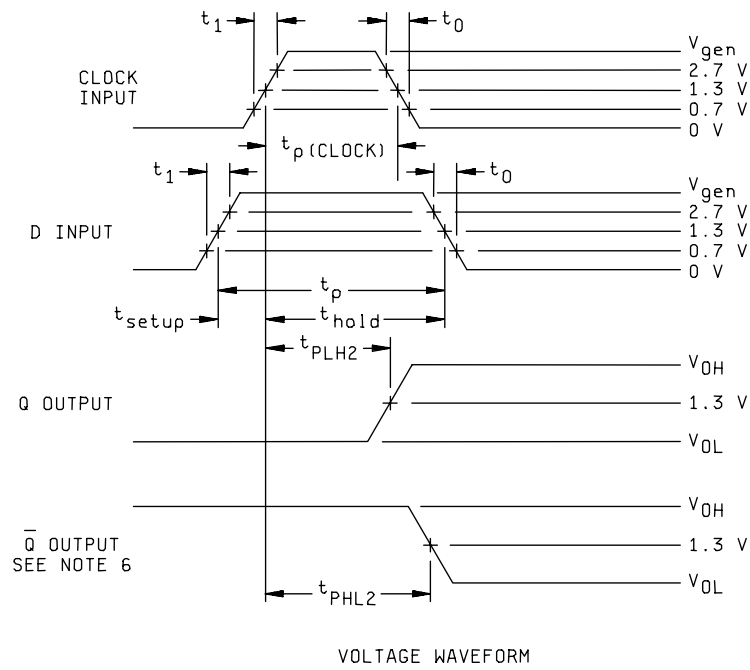 t1 t0
CLOCK INPUT
Vgen
2.7 V
1.3 V
0.7 V
0 V
tp(CLOCK)
t1 t0
D INPUT
Vgen
2.7 V
1.3 V
0.7 V
0 V
tp
tsetup thold
tPLH2
Q OUTPUT
VOH
1.3 V
VOL
Q̅ OUTPUT
SEE NOTE 6
VOH
1.3 V
VOL
tPHL2
VOLTAGE WAVEFORM